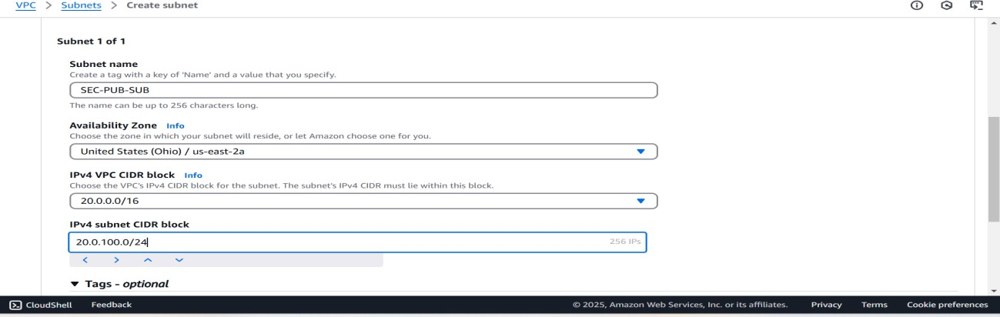 VPC > Subnets > Create subnet
Subnet 1 of 1
Subnet name
Create a tag with a key of 'Name' and a value that you specify.
SEC-PUB-SUB
The name can be up to 256 characters long.
Availability Zone Info
Choose the zone in which your subnet will reside, or let Amazon choose one for you.
United States (Ohio) / us-east-2a
IPv4 VPC CIDR block Info
Choose the VPC's IPv4 CIDR block for the subnet. The subnet's IPv4 CIDR must lie within this block.
20.0.0.0/16
IPv4 subnet CIDR block
20.0.100.0/24 256 IPs
Tags - optional
CloudShell Feedback © 2025, Amazon Web Services, Inc. or its affiliates. Privacy Terms Cookie preferences